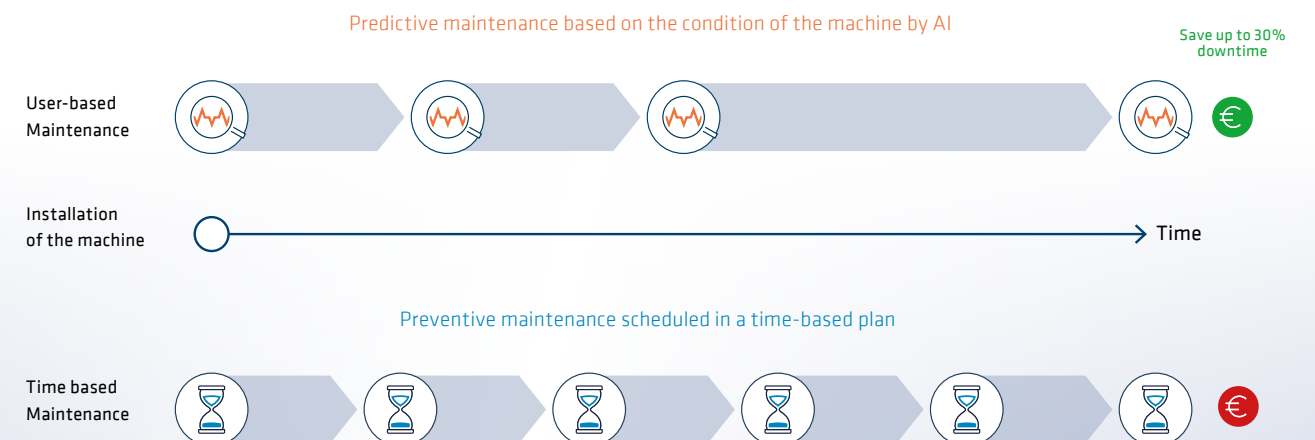 Predictive maintenance based on the condition of the machine by AI
Save up to 30%
downtime
User-based
Maintenance
€
Installation
of the machine
Time
Preventive maintenance scheduled in a time-based plan
Time based
Maintenance
€